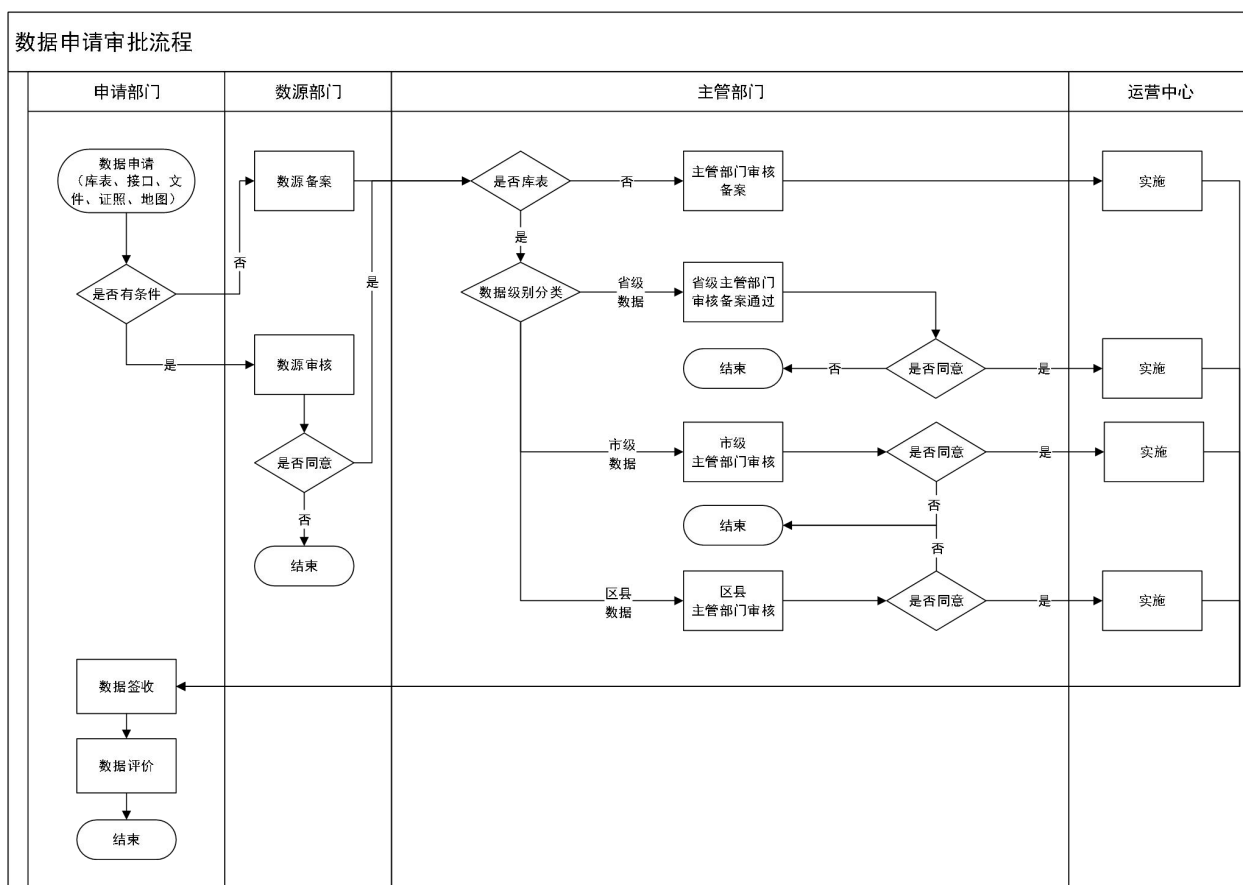 数据申请审批流程
申请部门
数源部门
主管部门
运营中心
数据申请
（库表、接口、文
件、证照、地图）
数源备案
是否库表
否
主管部门审核
备案
实施
是
否
是
是否有条件
数据级别分类
省级
数据
省级主管部门
审核备案通过
是
数源审核
结束
否
是否同意
是
实施
是否同意
市级
数据
市级
主管部门审核
是否同意
是
实施
否
否
结束
否
结束
区县
数据
区县
主管部门审核
是否同意
是
实施
数据签收
数据评价
结束